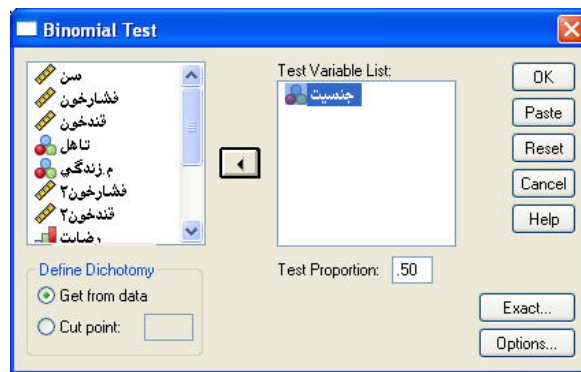 Binomial Test
سن
فشارخون
قندخون
تاهل
م.زندگي
فشارخون۲
قندخون۲
رضایت
Test Variable List:
جنسیت
OK
Paste
Reset
Cancel
Help
Define Dichotomy
Get from data
Cut point:
Test Proportion: .50
Exact...
Options...